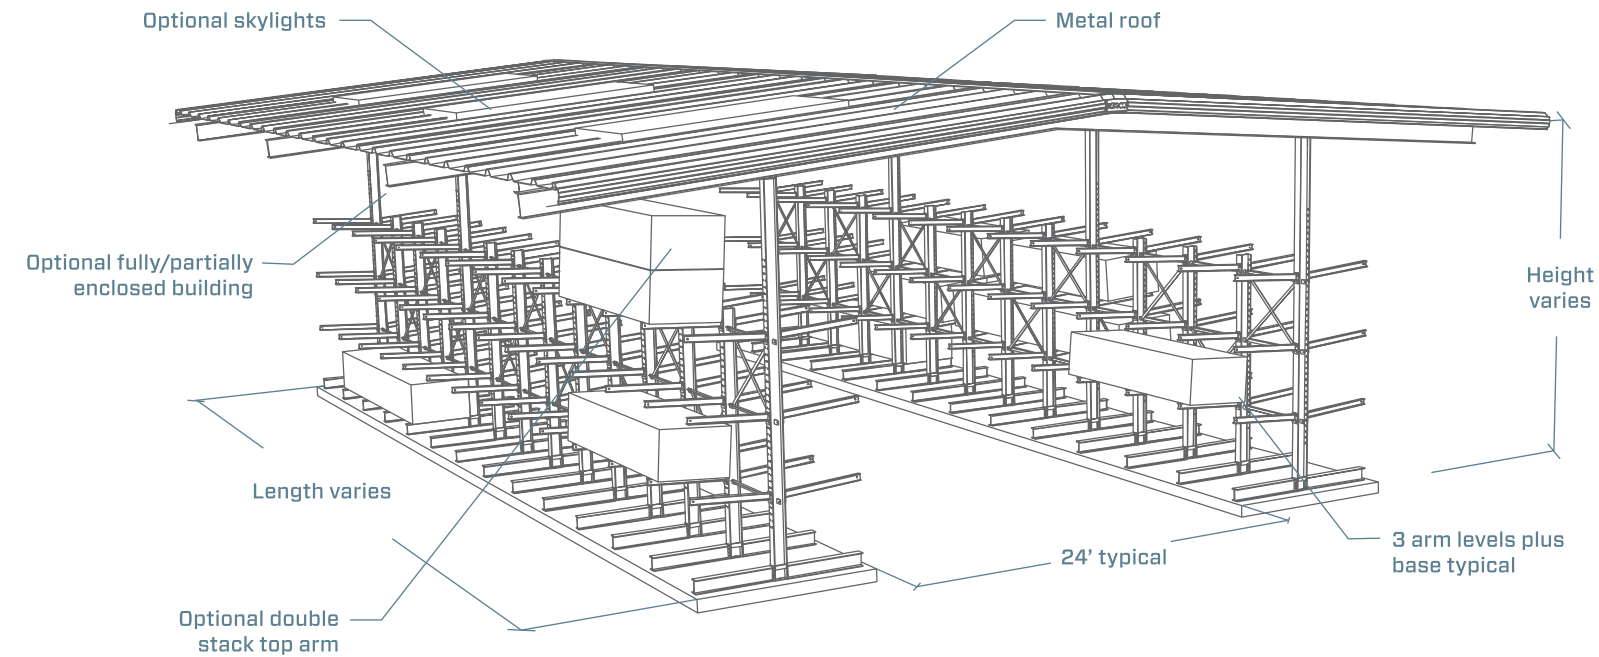 Optional skylights
Metal roof
Optional fully/partially
enclosed building
Height
varies
Length varies
24’ typical
3 arm levels plus
base typical
Optional double
stack top arm